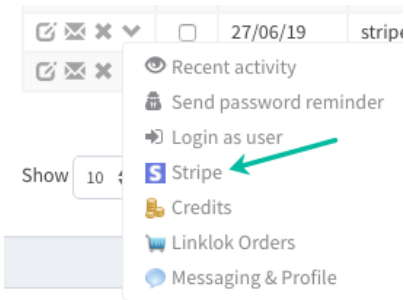 27/06/19 stripe
Recent activity
Send password reminder
Login as user
Show 10
S Stripe
Credits
Linklok Orders
Messaging & Profile